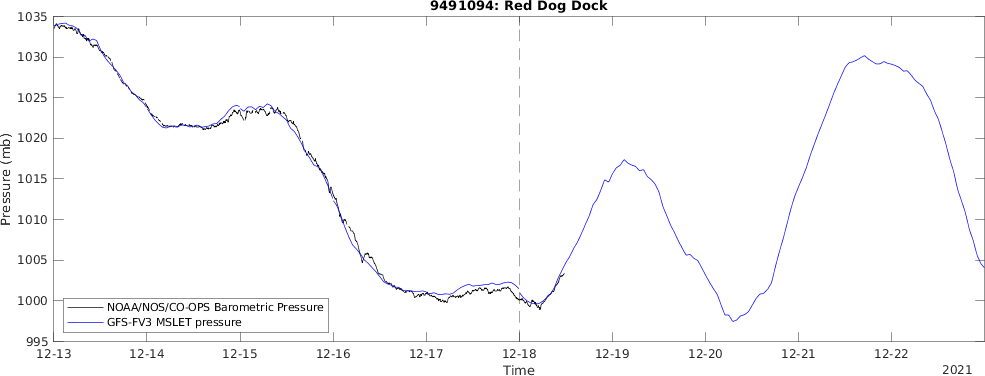 9491094: Red Dog Dock
Pressure (mb)
1035
1030
1025
1020
1015
1010
1005
1000
995
NOAA/NOS/CO-OPS Barometric Pressure
GFS-FV3 MSLET pressure
12-13 12-14 12-15 12-16 12-17 12-18 12-19 12-20 12-21 12-22
Time
2021